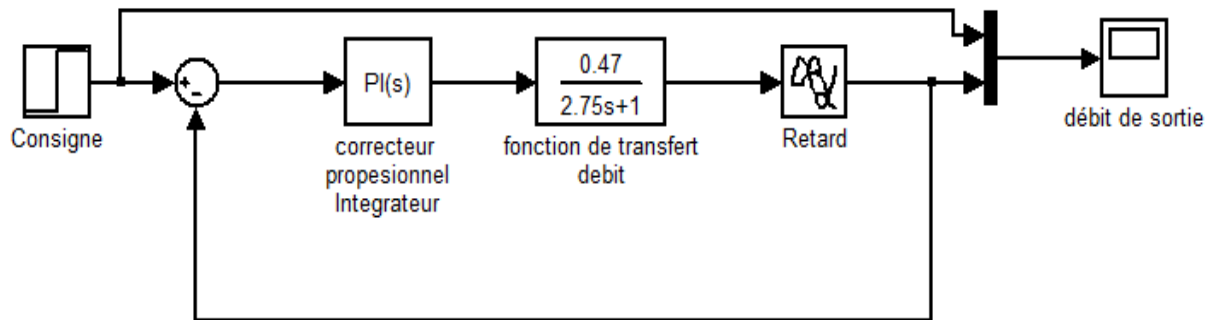 Consigne
+
-
PI(s)
correcteur
propesionnel
Integrateur
0.47
2.75s+1
fonction de transfert
debit
Retard
débit de sortie